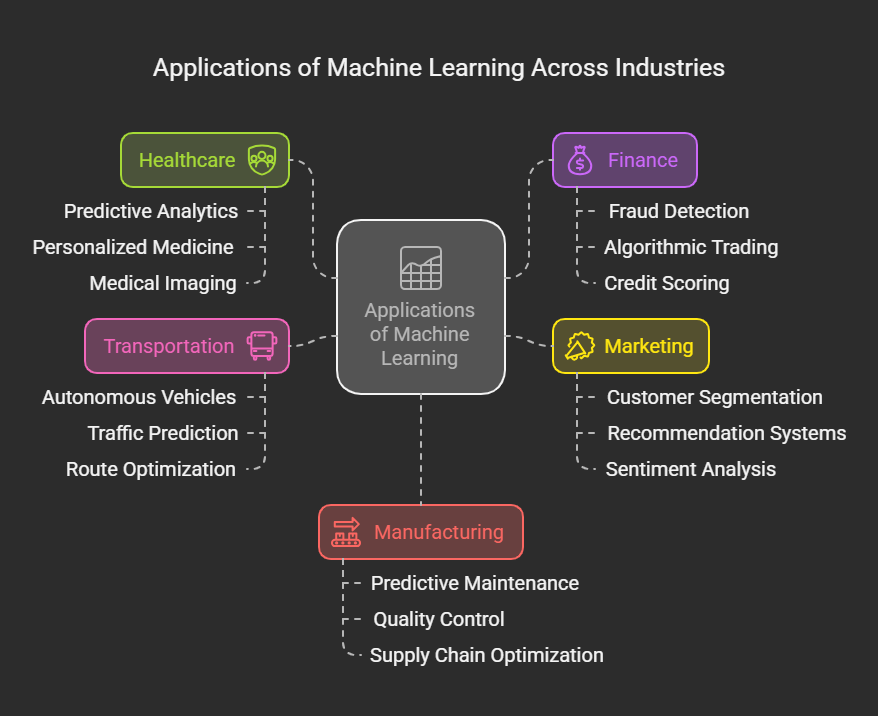 Applications of Machine Learning Across Industries
Healthcare
Predictive Analytics
Personalized Medicine
Medical Imaging
Finance
Fraud Detection
Algorithmic Trading
Credit Scoring
Applications
of Machine
Learning
Transportation
Autonomous Vehicles
Traffic Prediction
Route Optimization
Marketing
Customer Segmentation
Recommendation Systems
Sentiment Analysis
Manufacturing
Predictive Maintenance
Quality Control
Supply Chain Optimization